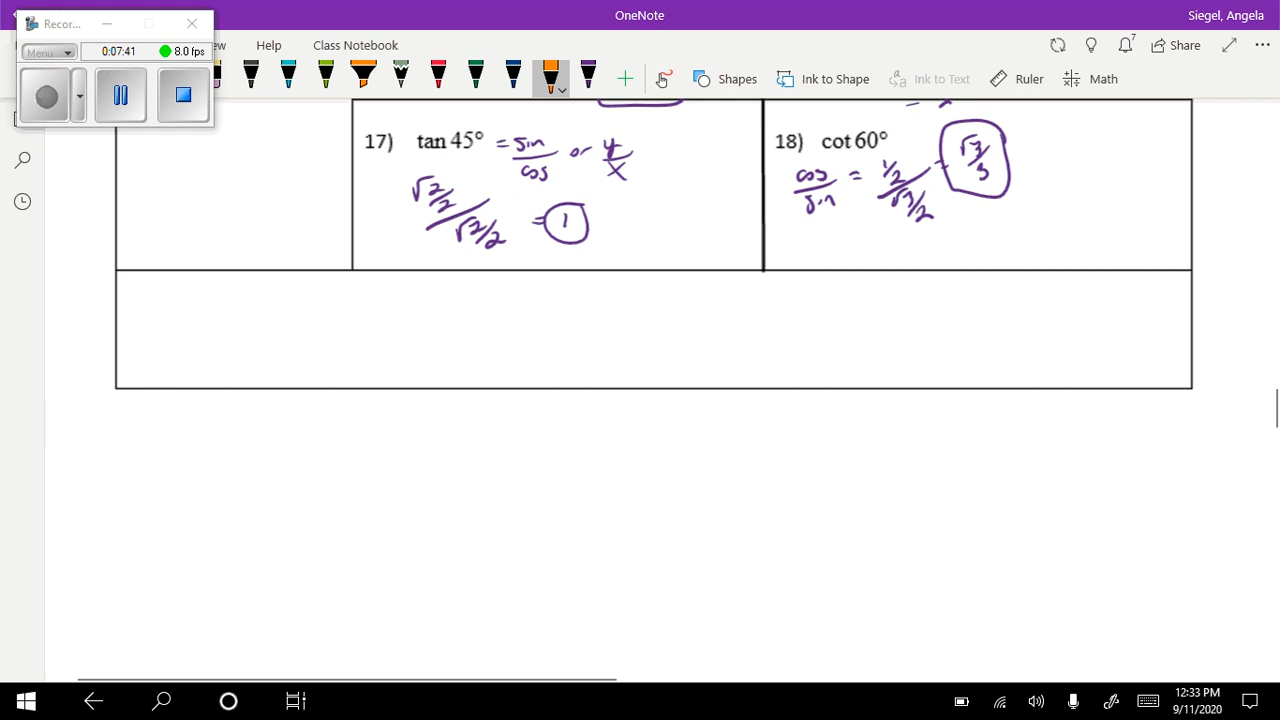 Recor...
OneNote
Siegel, Angela
Menu
0:07:41
8.0 fps
ew Help Class Notebook
Share
Shapes
Ink to Shape
Ink to Text
Ruler
Math
17) tan 45° = sin/cos or y/x
√2/2 / √2/2 = 1
18) cot 60°
cos/sin = 1/2 / √3/2 = √3/3
12:33 PM
9/11/2020